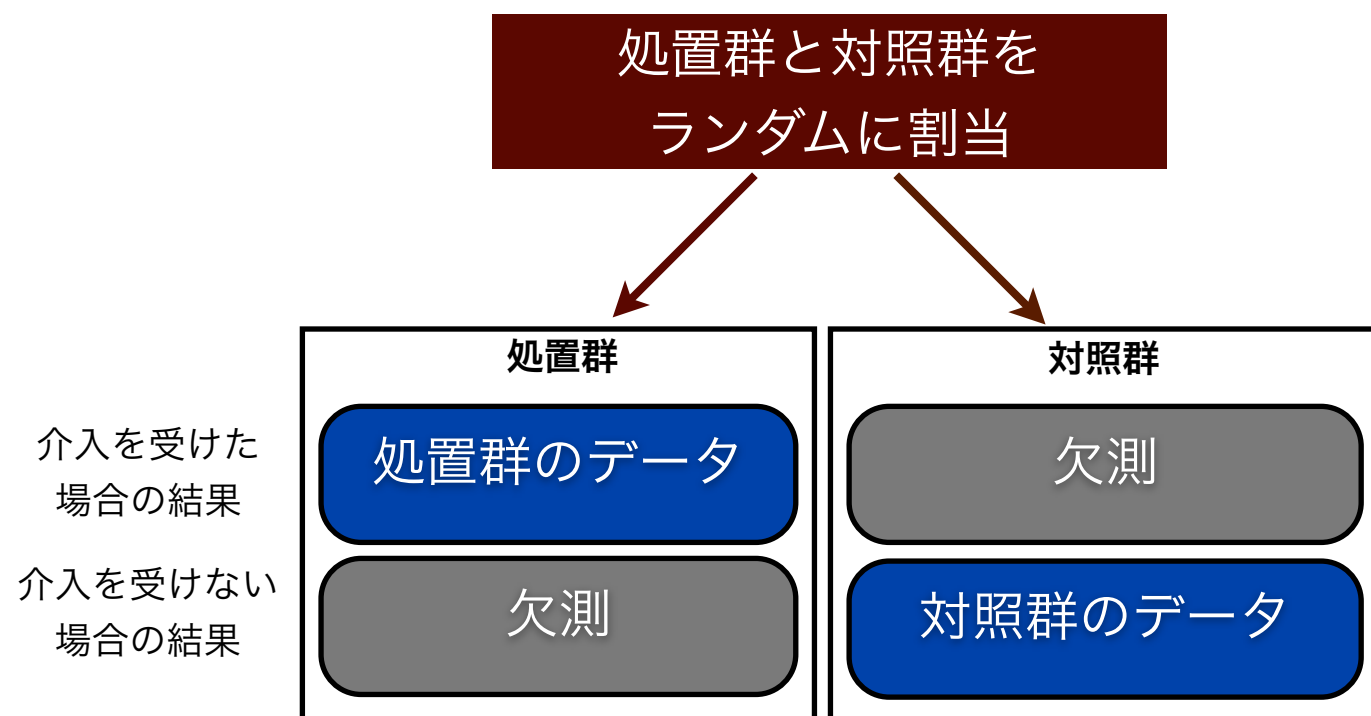 処置群と対照群を
ランダムに割当
処置群
対照群
介入を受けた
場合の結果
処置群のデータ
欠測
介入を受けない
場合の結果
欠測
対照群のデータ